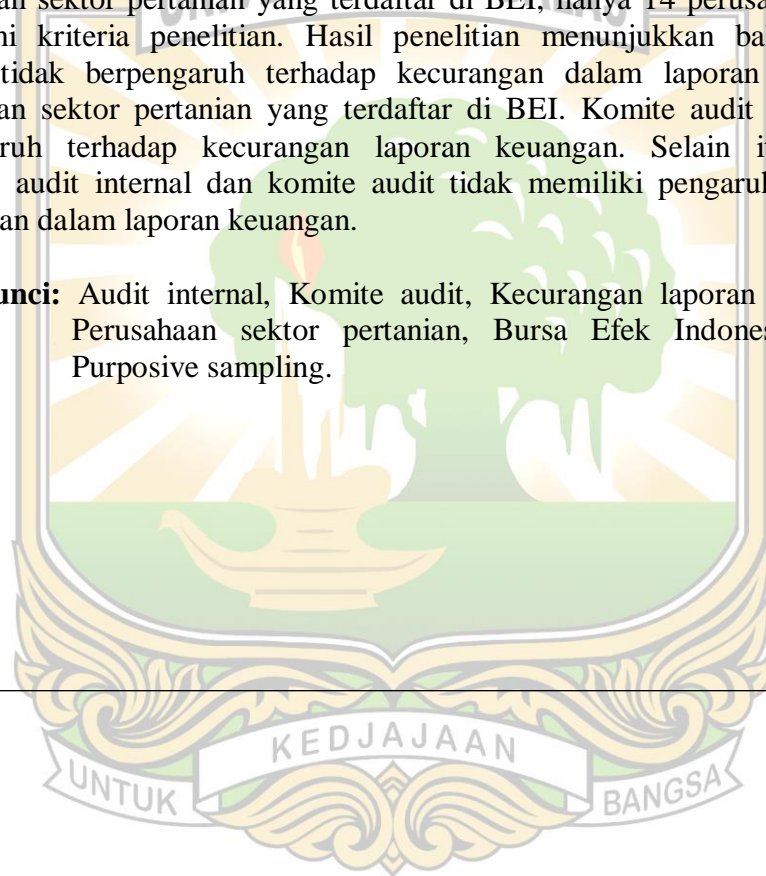 an sektor pertanian yang terdaftar di BEI, hanya 14 perusa
ni kriteria penelitian. Hasil penelitian menunjukkan ba
tidak berpengaruh terhadap kecurangan dalam laporan
an sektor pertanian yang terdaftar di BEI. Komite audit
ruh terhadap kecurangan laporan keuangan. Selain it
audit internal dan komite audit tidak memiliki pengaruh
an dalam laporan keuangan.
unci: Audit internal, Komite audit, Kecurangan laporan
Perusahaan sektor pertanian, Bursa Efek Indones
Purposive sampling.
KEDJAJAAN
UNTUK BANGSA